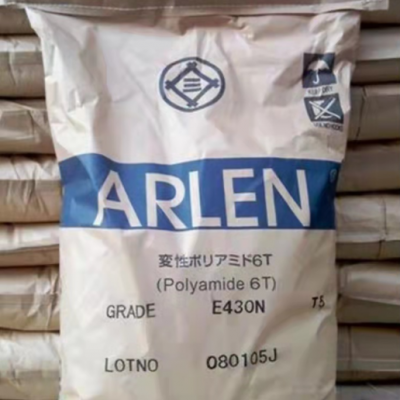 ARLEN
変性ポリアミド6T
(Polyamide 6T)
GRADE E430N T5
LOTNO 080105J